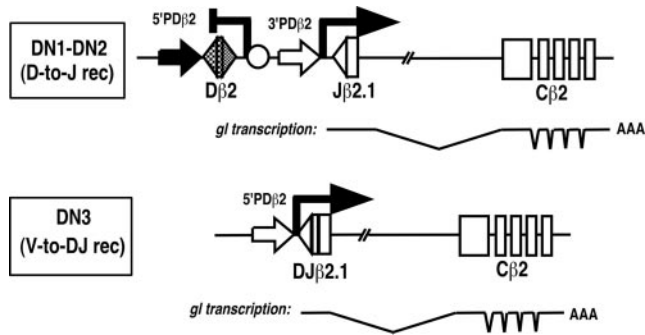 5'PDβ2 3'PDβ2
DN1-DN2
(D-to-J rec)
Dβ2 Jβ2.1 Cβ2
gl transcription: AAA
5'PDβ2
DN3
(V-to-DJ rec)
DJβ2.1 Cβ2
gl transcription: AAA